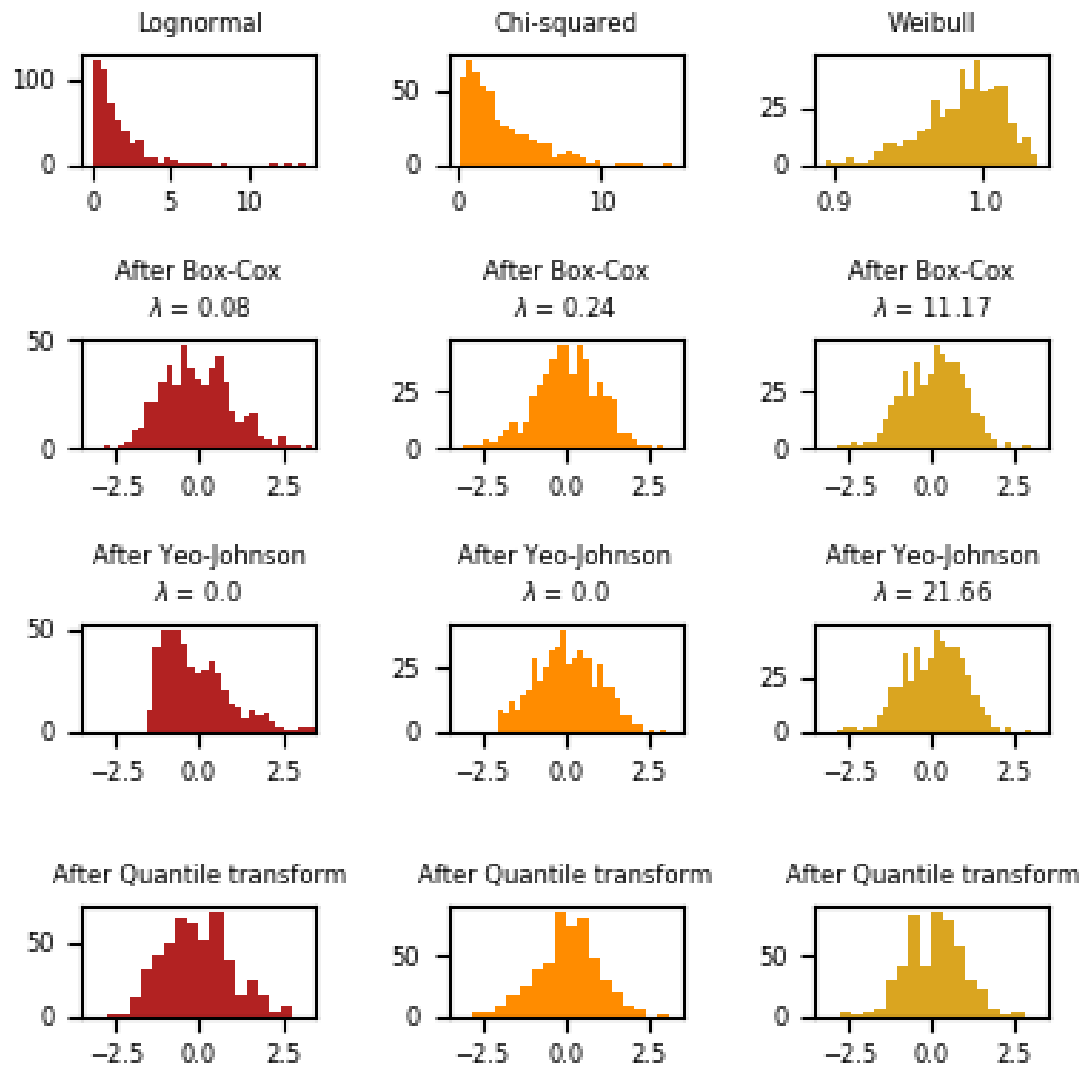 Lognormal Chi-squared Weibull
100
0
0 5 10
50
0
0 10
25
0
0.9 1.0
After Box-Cox After Box-Cox After Box-Cox
λ = 0.08 λ = 0.24 λ = 11.17
50
0
−2.5 0.0 2.5
25
0
−2.5 0.0 2.5
25
0
−2.5 0.0 2.5
After Yeo-Johnson After Yeo-Johnson After Yeo-Johnson
λ = 0.0 λ = 0.0 λ = 21.66
50
0
−2.5 0.0 2.5
25
0
−2.5 0.0 2.5
25
0
−2.5 0.0 2.5
After Quantile transform After Quantile transform After Quantile transform
50
0
−2.5 0.0 2.5
50
0
−2.5 0.0 2.5
50
0
−2.5 0.0 2.5